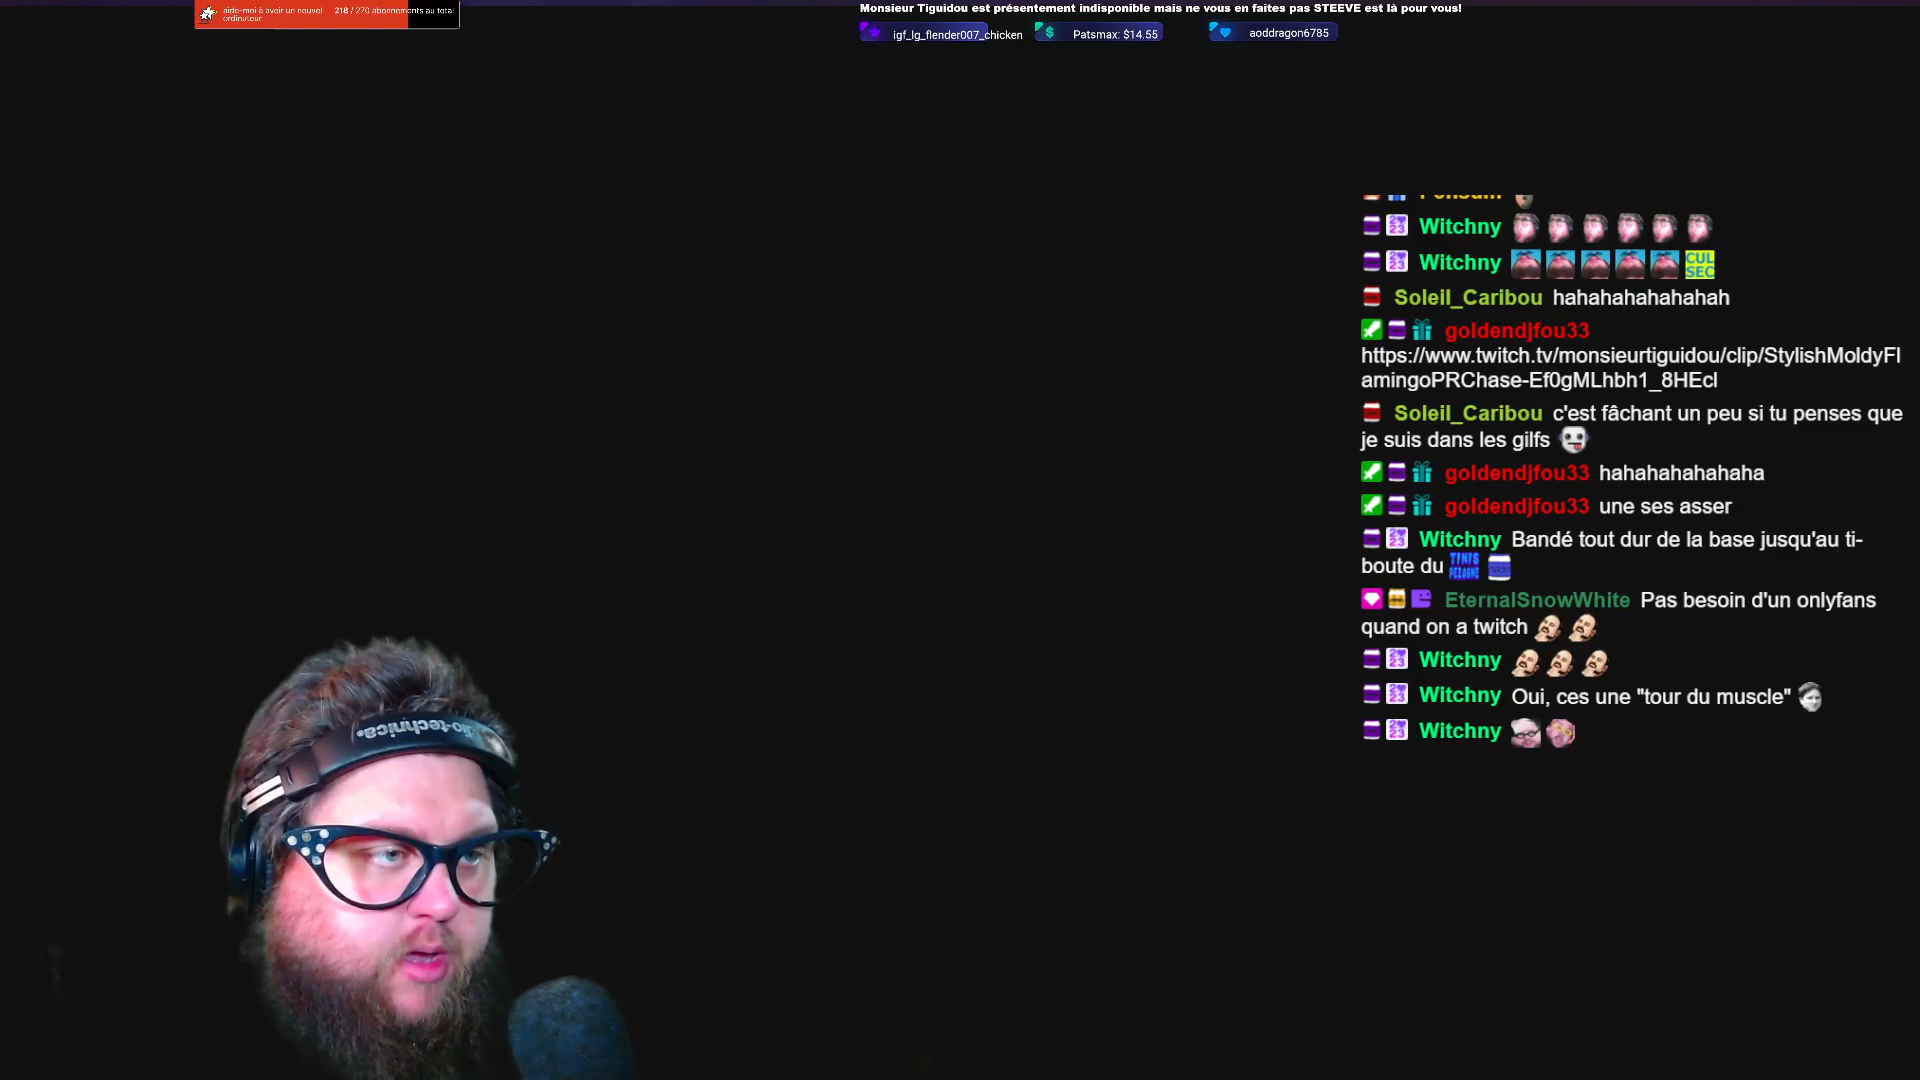 aide-moi à avoir un nouvel ordinateur
218 / 270 abonnements au total
Monsieur Tiguidou est présentement indisponible mais ne vous en faites pas STEEVE est là pour vous!
igf_lg_flender007_chicken
Patsmax: $14.55
aoddragon6785
Witchny
Witchny CUL SEC
Soleil_Caribou hahahahahahahah
goldendjfou33
https://www.twitch.tv/monsieurtiguidou/clip/StylishMoldyFl
amingoPRChase-Ef0gMLhbh1_8HEcl
Soleil_Caribou c'est fâchant un peu si tu penses que
je suis dans les gilfs
goldendjfou33 hahahahahahaha
goldendjfou33 une ses asser
Witchny Bandé tout dur de la base jusqu'au ti-
boute du
EternalSnowWhite Pas besoin d'un onlyfans
quand on a twitch
Witchny
Witchny Oui, ces une "tour du muscle"
Witchny
io-technica